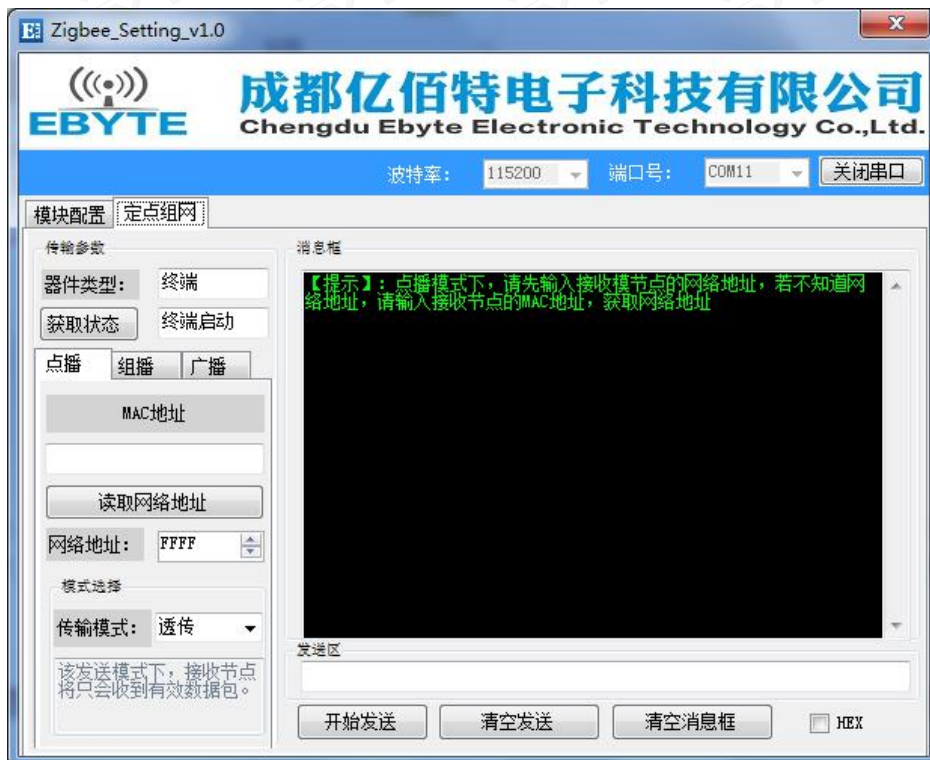 Zigbee_Setting_v1.0
EBYTE
成都亿佰特电子科技有限公司
Chengdu Ebyte Electronic Technology Co.,Ltd.
波特率: 115200 端口号: COM11 关闭串口
模块配置 定点组网
传输参数
器件类型: 终端
获取状态 终端启动
点播 组播 广播
MAC地址
读取网络地址
网络地址: FFFF
模式选择
传输模式: 透传
该发送模式下，接收节点
将只会收到有效数据包。
消息框
【提示】: 点播模式下，请先输入接收模节点的网络地址，若不知道网
络地址，请输入接收节点的MAC地址，获取网络地址
发送区
开始发送 清空发送 清空消息框 HEX